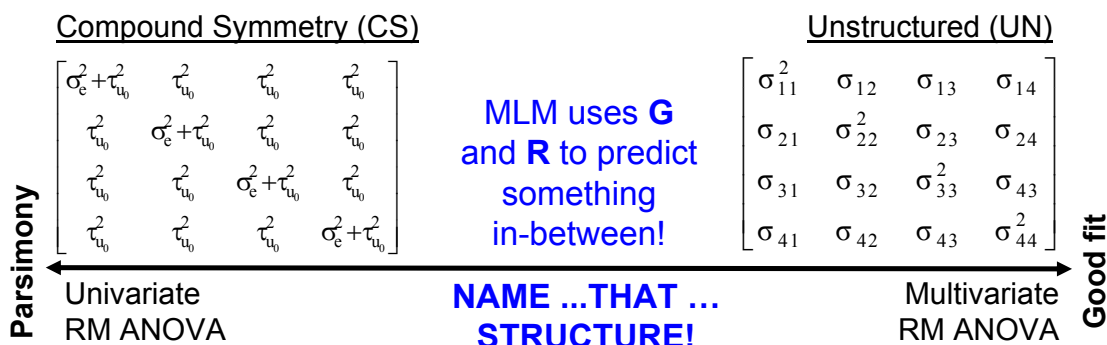 Compound Symmetry (CS)
Unstructured (UN)
σ²ₑ+τ²ᵤ₀ τ²ᵤ₀ τ²ᵤ₀ τ²ᵤ₀
τ²ᵤ₀ σ²ₑ+τ²ᵤ₀ τ²ᵤ₀ τ²ᵤ₀
τ²ᵤ₀ τ²ᵤ₀ σ²ₑ+τ²ᵤ₀ τ²ᵤ₀
τ²ᵤ₀ τ²ᵤ₀ τ²ᵤ₀ σ²ₑ+τ²ᵤ₀
MLM uses G
and R to predict
something
in-between!
σ²₁₁ σ₁₂ σ₁₃ σ₁₄
σ₂₁ σ²₂₂ σ₂₃ σ₂₄
σ₃₁ σ₃₂ σ²₃₃ σ₄₃
σ₄₁ σ₄₂ σ₄₃ σ²₄₄
Parsimony
Good fit
Univariate
RM ANOVA
NAME ...THAT …
STRUCTURE!
Multivariate
RM ANOVA